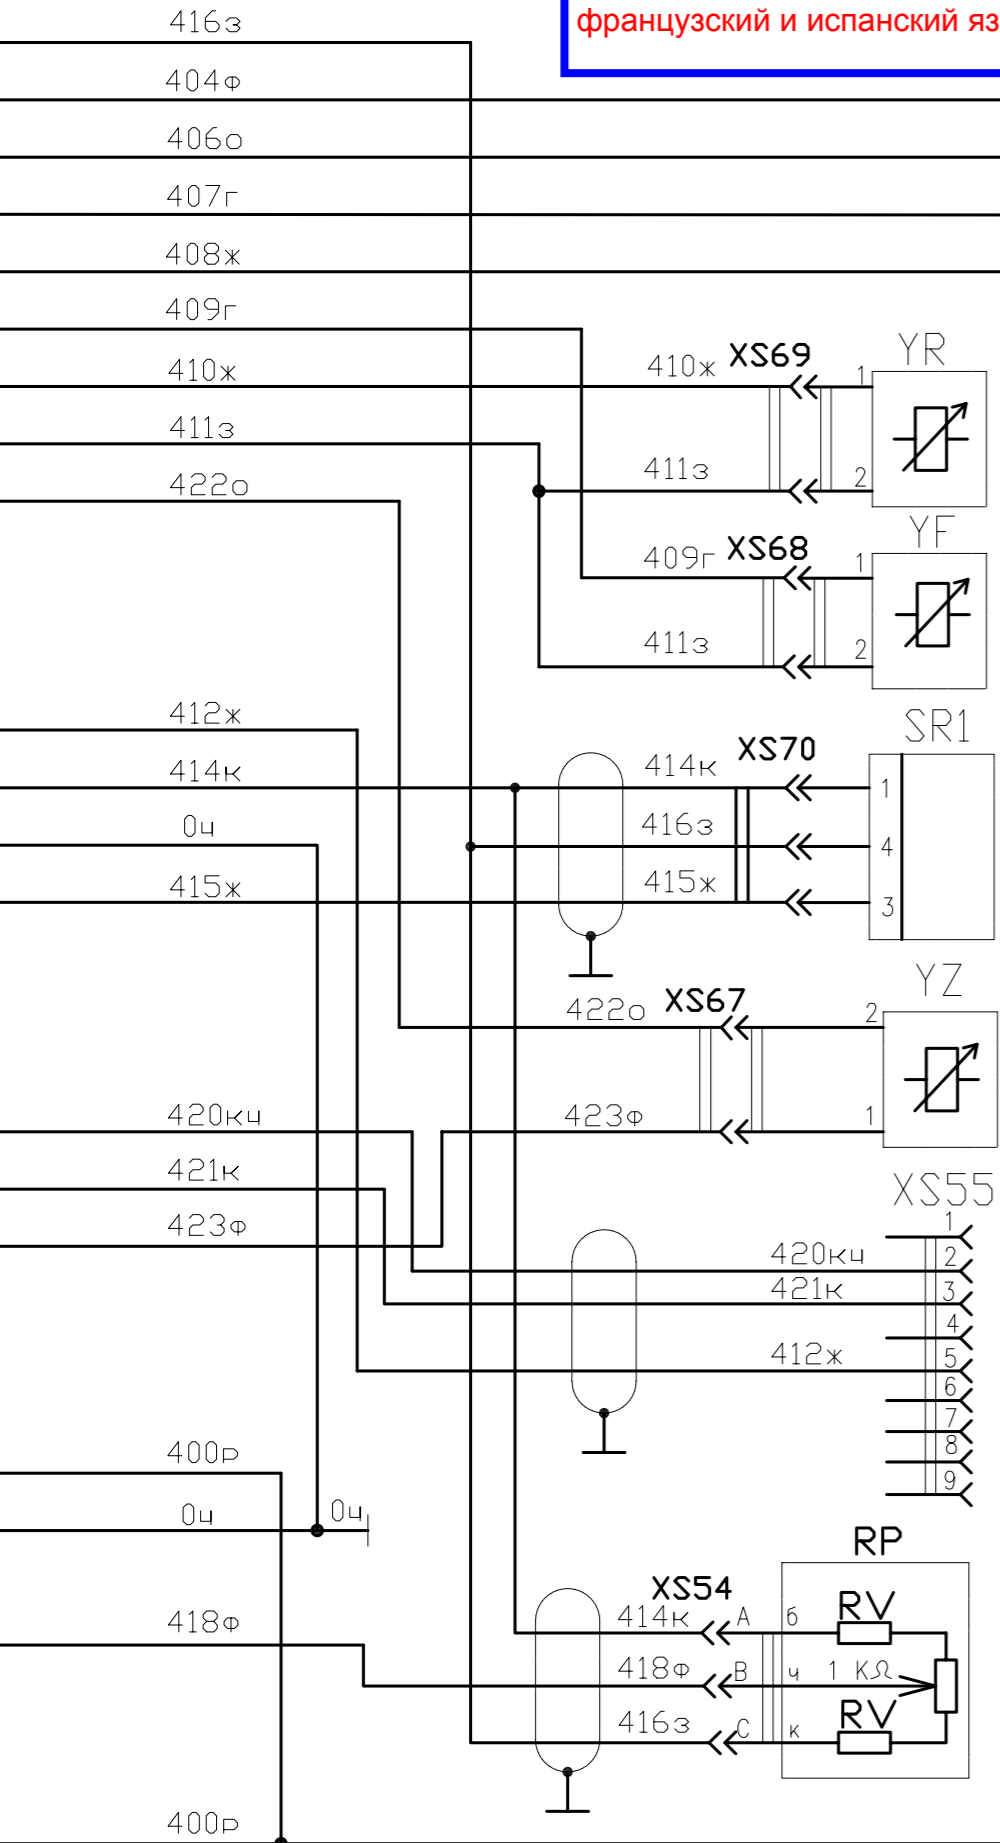 французский и испанский яз
416з
404ф
406о
407г
408ж
409г
410ж
410ж XS69 YR
1
411з
411з
2
422о
YF
409г XS68
1
411з
2
412ж
SR1
XS70
414к
414к
1
416з
4
0ч
415ж
415ж
3
YZ
422о XS67
2
420кч
423ф
1
421к
XS55
423ф
1
420кч
2
421к
3
4
412ж
5
6
7
8
9
400р
0ч
0ч
RP
XS54
RV
414к
А
б
418ф
418ф
В
ч
1 КΩ
RV
416з
С
к
400р